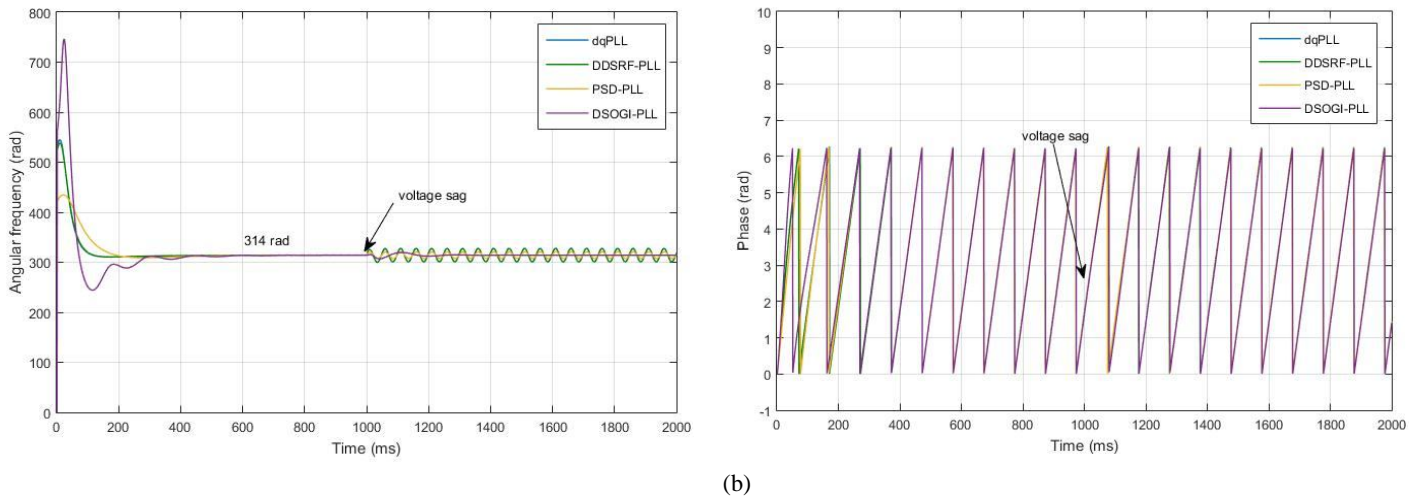 800
700
600
500
400
300
200
100
0
Angular frequency (rad)
dqPLL
DDSRF-PLL
PSD-PLL
DSOGI-PLL
voltage sag
314 rad
0 200 400 600 800 1000 1200 1400 1600 1800 2000
Time (ms)
10
9
8
7
6
5
4
3
2
1
0
-1
Phase (rad)
dqPLL
DDSRF-PLL
PSD-PLL
DSOGI-PLL
voltage sag
0 200 400 600 800 1000 1200 1400 1600 1800 2000
Time (ms)
(b)